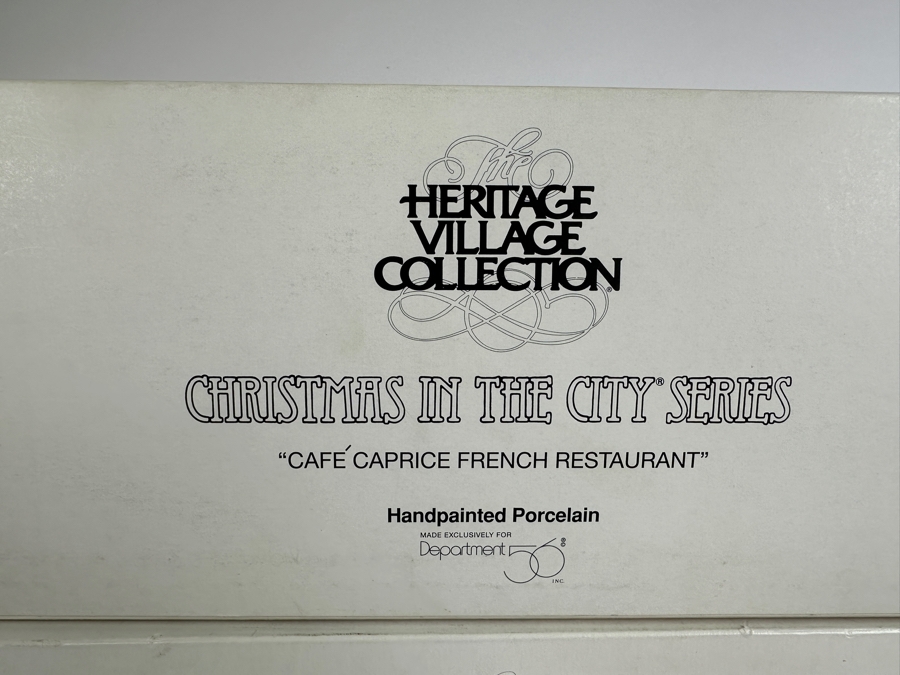 The
HERITAGE
VILLAGE
COLLECTION®
CHRISTMAS IN THE CITY® SERIES
“CAFÉ CAPRICE FRENCH RESTAURANT”
Handpainted Porcelain
MADE EXCLUSIVELY FOR
Department 56®
INC.